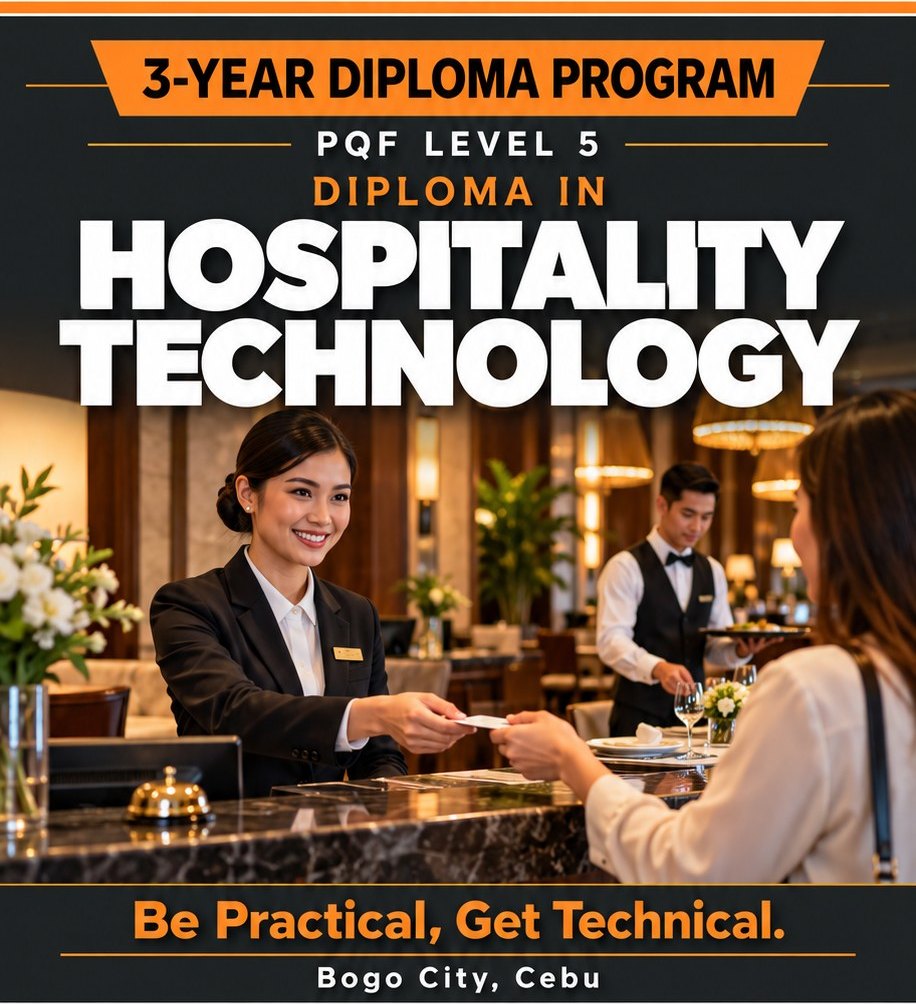 3-YEAR DIPLOMA PROGRAM
PQF LEVEL 5
DIPLOMA IN
HOSPITALITY
TECHNOLOGY
Be Practical, Get Technical.
Bogo City, Cebu